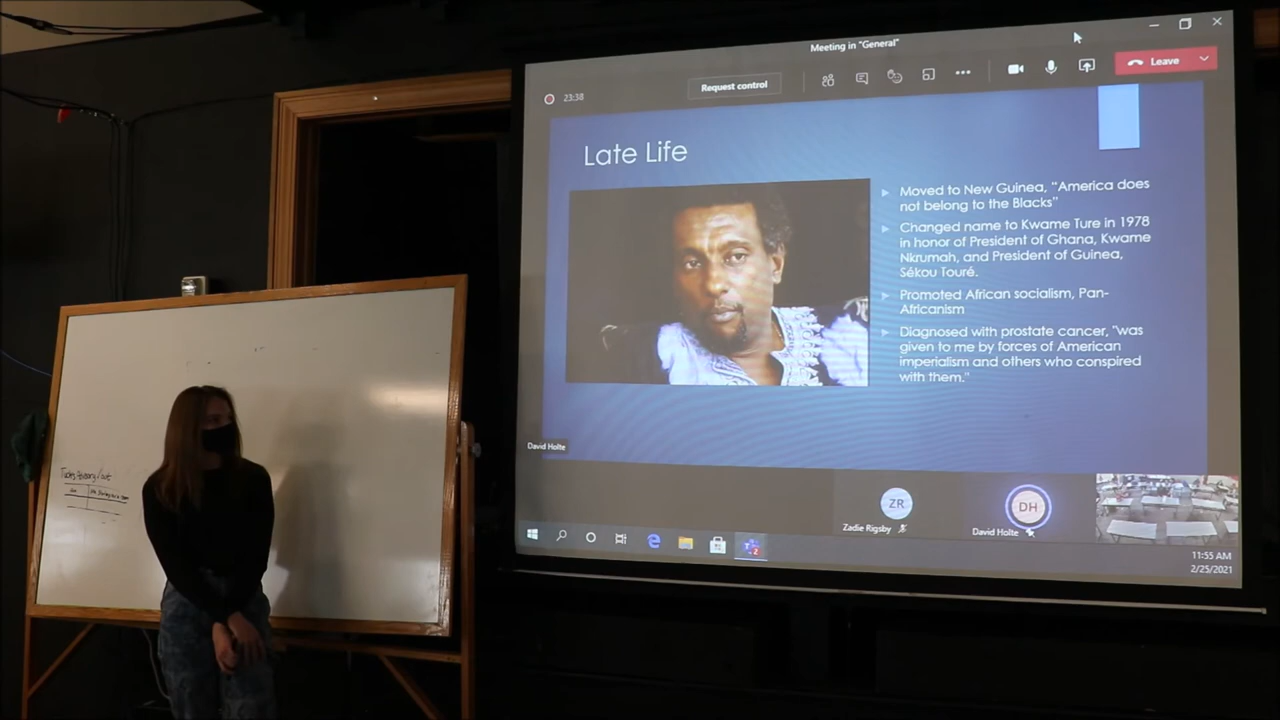 Meeting in "General"
23:38
Request control
Leave
Late Life
Moved to New Guinea, "America does
not belong to the Blacks"
Changed name to Kwame Ture in 1978
in honor of President of Ghana, Kwame
Nkrumah, and President of Guinea,
Sékou Touré.
Promoted African socialism, Pan-
Africanism
Diagnosed with prostate cancer, "was
given to me by forces of American
imperialism and others who conspired
with them."
David Holte
ZR
Zadie Rigsby
DH
David Holte
11:55 AM
2/25/2021